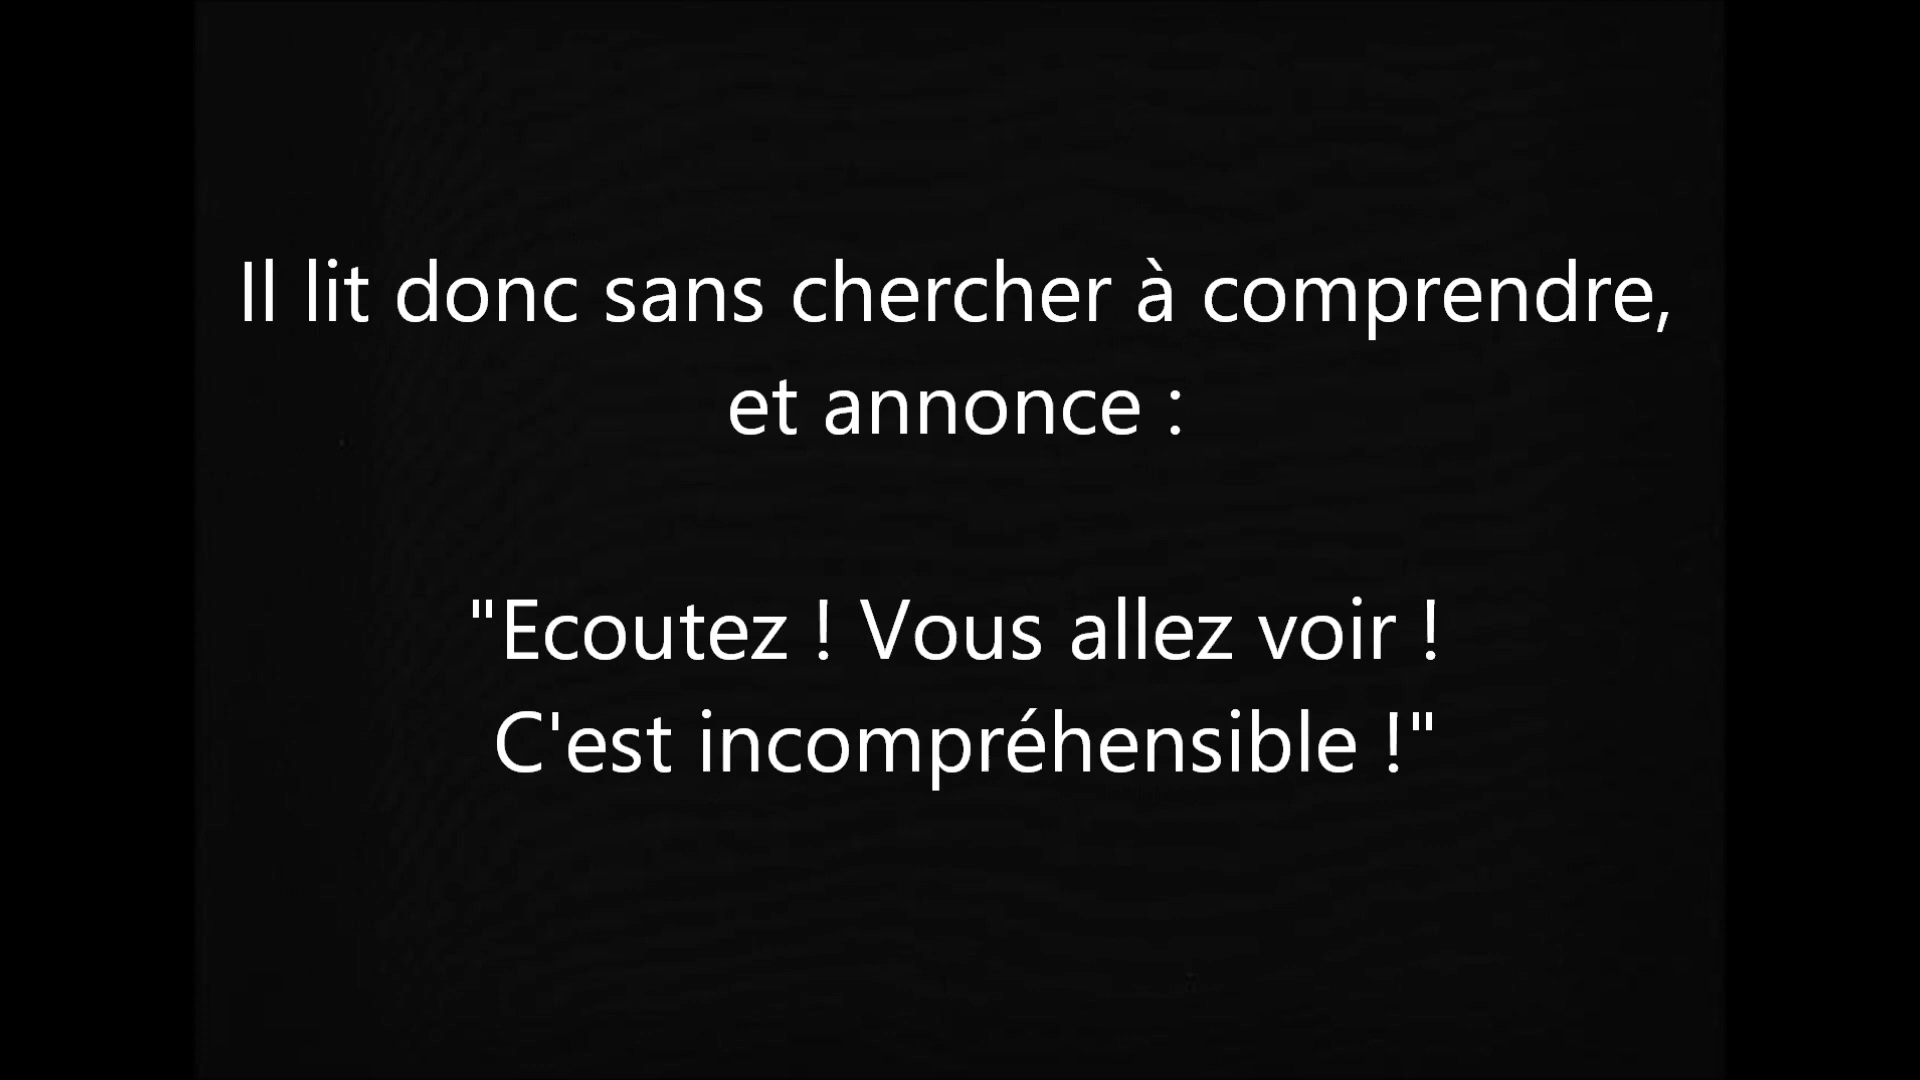 Il lit donc sans chercher à comprendre,
et annonce :
"Ecoutez ! Vous allez voir !
C'est incompréhensible !"